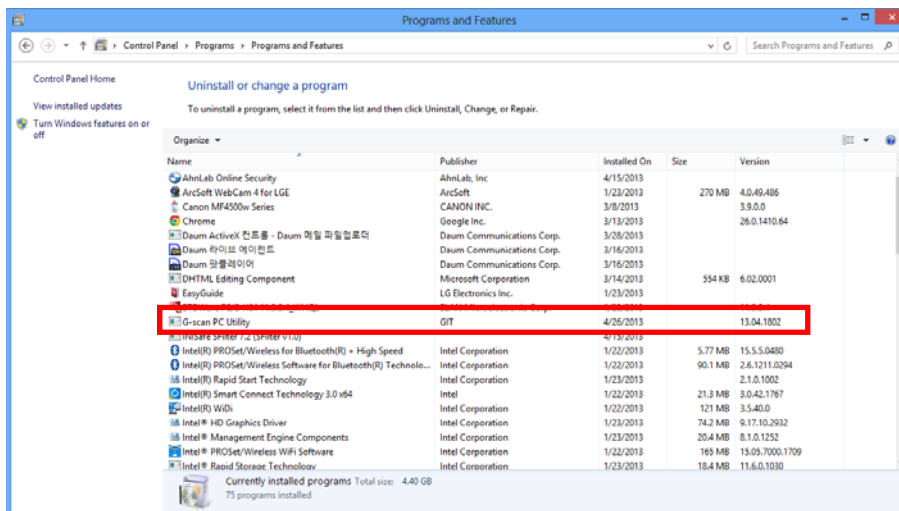 Programs and Features
Control Panel Programs Programs and Features
Search Programs and Features
Control Panel Home
View installed updates
Turn Windows features on or
off
Uninstall or change a program
To uninstall a program, select it from the list and then click Uninstall, Change, or Repair.
Organize
Name Publisher Installed On Size Version
AhnLab Online Security AhnLab, Inc 4/15/2013
ArcSoft WebCam 4 for LGE ArcSoft 1/23/2013 270 MB 4.0.49.486
Canon MF4500w Series CANON INC. 3/8/2013 3.9.0.0
Chrome Google Inc. 3/13/2013 26.0.1410.64
Daum ActiveX 컨트롤 - Daum 메일 파일업로더 Daum Communications Corp. 3/28/2013
Daum 라이브 에이전트 Daum Communications Corp. 3/16/2013
Daum 팟플레이어 Daum Communications Corp. 3/16/2013
DHTML Editing Component Microsoft Corporation 3/14/2013 554 KB 6.02.0001
EasyGuide LG Electronics Inc. 1/23/2013
G-scan PC Utility GIT 4/26/2013 13.04.1802
INISafe SFilter 7.2 (SFilter v1.0) 4/15/2013
Intel(R) PROSet/Wireless for Bluetooth(R) + High Speed Intel Corporation 1/22/2013 5.77 MB 15.5.5.0480
Intel(R) PROSet/Wireless Software for Bluetooth(R) Technolo... Intel Corporation 1/22/2013 90.1 MB 2.6.1211.0294
Intel(R) Rapid Start Technology Intel Corporation 1/23/2013 2.1.0.1002
Intel(R) Smart Connect Technology 3.0 x64 Intel 1/22/2013 21.3 MB 3.0.42.1767
Intel(R) WiDi Intel Corporation 1/22/2013 121 MB 3.5.40.0
Intel® HD Graphics Driver Intel Corporation 1/23/2013 74.2 MB 9.17.10.2932
Intel® Management Engine Components Intel Corporation 1/23/2013 20.4 MB 8.1.0.1252
Intel® PROSet/Wireless WiFi Software Intel Corporation 1/22/2013 165 MB 15.05.7000.1709
Intel® Rapid Storage Technology Intel Corporation 1/23/2013 18.4 MB 11.6.0.1030
Currently installed programs Total size: 4.40 GB
75 programs installed